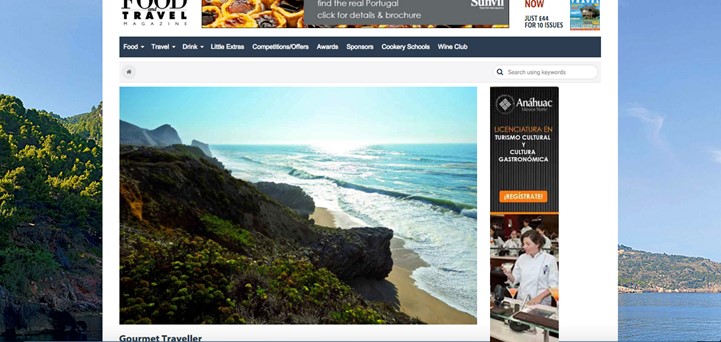 FOOD
TRAVEL
MAGAZINE
find the real Portugal
click for details & brochure
Sunvil
NOW
JUST £44
FOR 10 ISSUES
Food
Travel
Drink
Little Extras
Competitions/Offers
Awards
Sponsors
Cookery Schools
Wine Club
Search using keywords
Anáhuac
México Norte
LICENCIATURA EN
TURISMO CULTURAL
Y
CULTURA
GASTRONÓMICA
¡REGÍSTRATE!
Gourmet Traveller